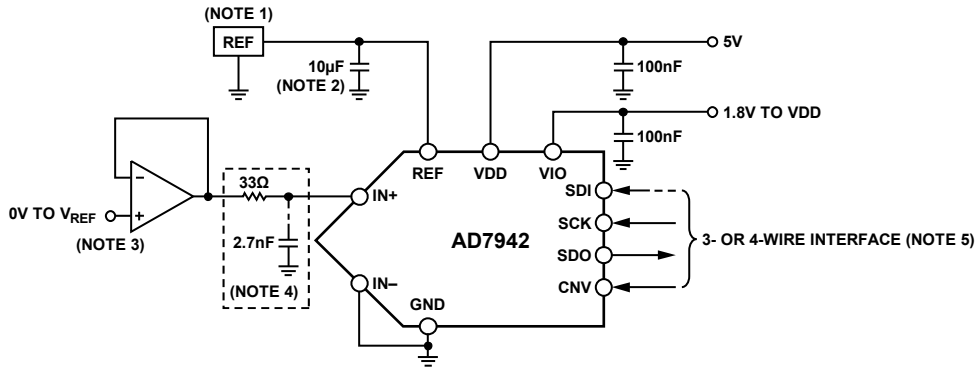 (NOTE 1)
REF
10µF
(NOTE 2)
5V
100nF
1.8V TO VDD
100nF
REF
VDD
VIO
33Ω
IN+
SDI
0V TO VREF
(NOTE 3)
2.7nF
(NOTE 4)
AD7942
SCK
SDO
3- OR 4-WIRE INTERFACE (NOTE 5)
IN–
CNV
GND